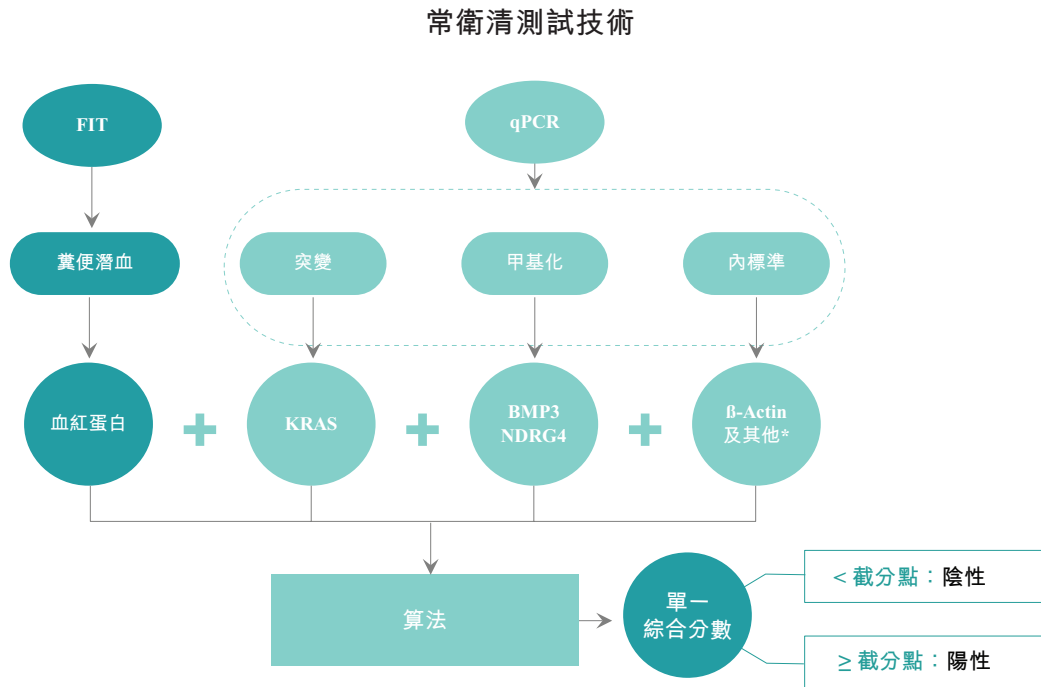 常衛清測試技術
FIT
qPCR
糞便潛血
突變
甲基化
內標準
血紅蛋白
KRAS
BMP3
NDRG4
ß-Actin
及其他*
算法
單一
綜合分數
< 截分點：陰性
≥ 截分點：陽性